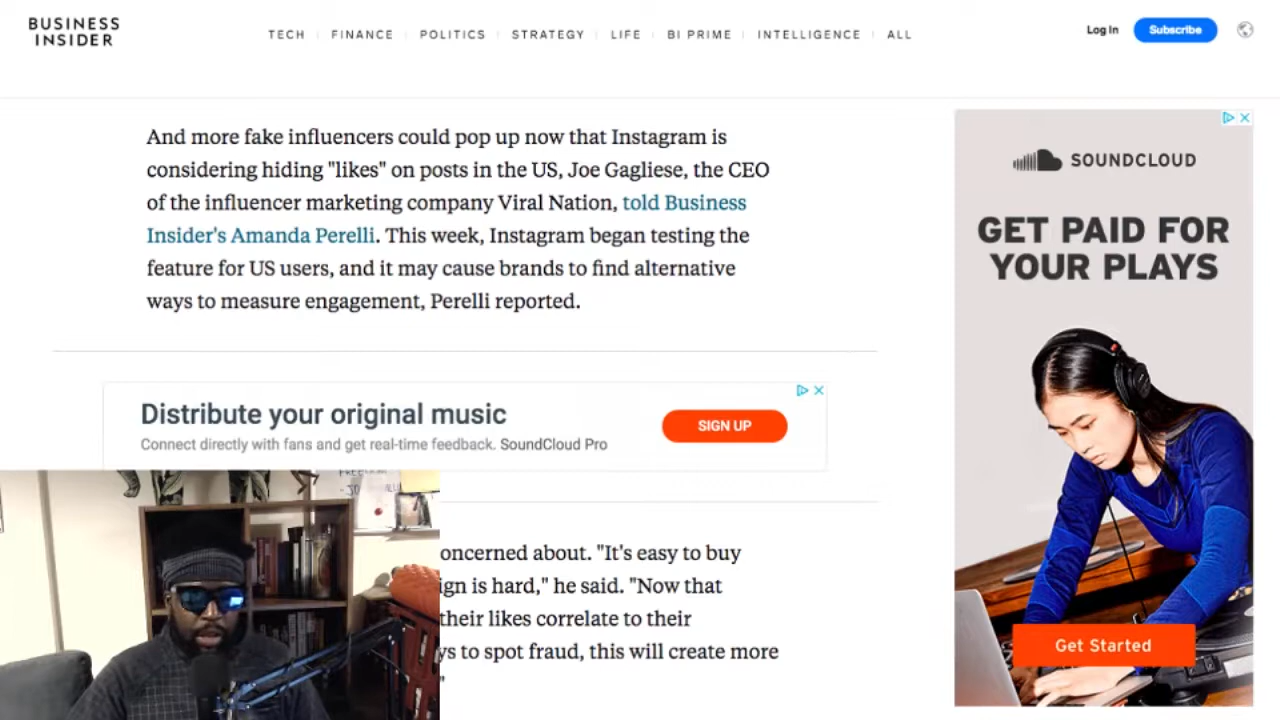 BUSINESS
INSIDER
TECH
FINANCE
POLITICS
STRATEGY
LIFE
BI PRIME
INTELLIGENCE
ALL
Log In
Subscribe
And more fake influencers could pop up now that Instagram is
considering hiding "likes" on posts in the US, Joe Gagliese, the CEO
of the influencer marketing company Viral Nation, told Business
Insider's Amanda Perelli. This week, Instagram began testing the
feature for US users, and it may cause brands to find alternative
ways to measure engagement, Perelli reported.
Distribute your original music
Connect directly with fans and get real-time feedback. SoundCloud Pro
SIGN UP
oncerned about. "It's easy to buy
ign is hard," he said. "Now that
their likes correlate to their
ys to spot fraud, this will create more
"
SOUNDCLOUD
GET PAID FOR
YOUR PLAYS
Get Started